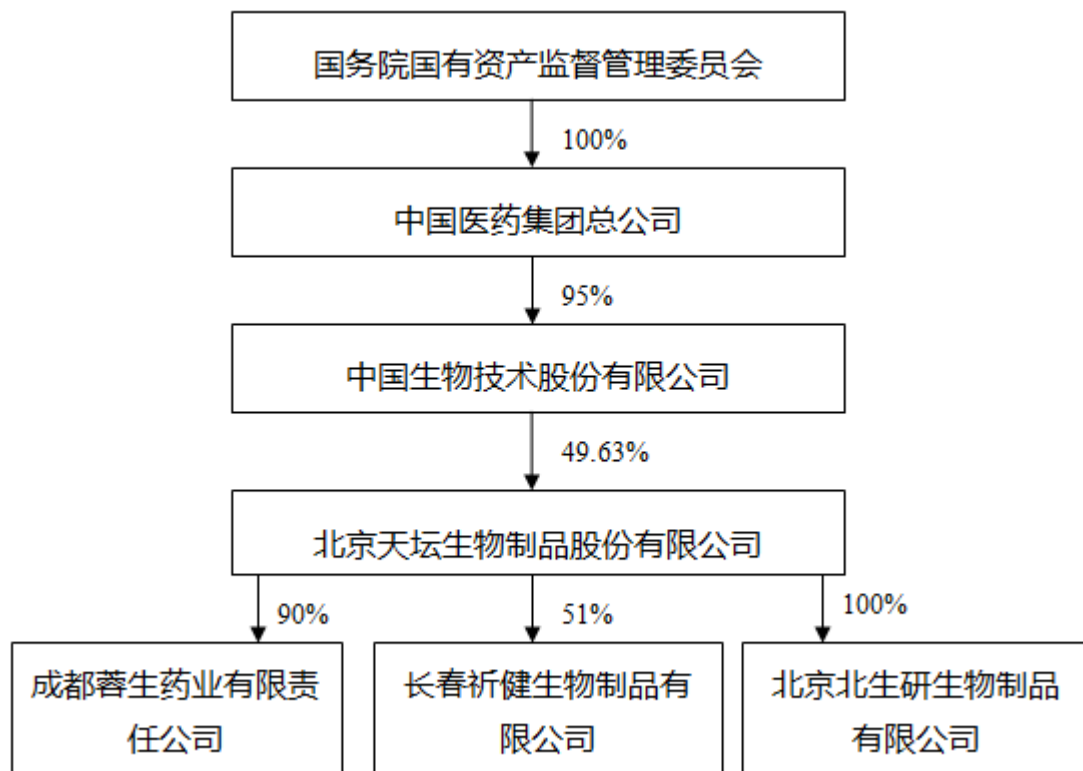 国务院国有资产监督管理委员会
100%
中国医药集团总公司
95%
中国生物技术股份有限公司
49.63%
北京天坛生物制品股份有限公司
90%
51%
100%
成都蓉生药业有限责
任公司
长春祈健生物制品有
限公司
北京北生研生物制品
有限公司